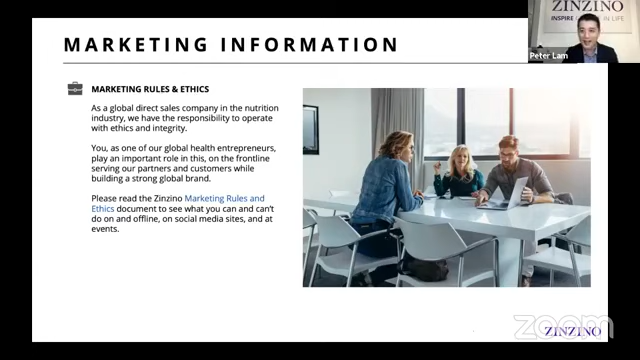 MARKETING INFORMATION
MARKETING RULES & ETHICS
As a global direct sales company in the nutrition
industry, we have the responsibility to operate
with ethics and integrity.
You, as one of our global health entrepreneurs,
play an important role in this, on the frontline
serving our partners and customers while
building a strong global brand.
Please read the Zinzino Marketing Rules and
Ethics document to see what you can and can't
do on and offline, on social media sites, and at
events.
ZINZINO
INSPIRE
IN LIFE
Peter Lam
ZINZINO
zoom